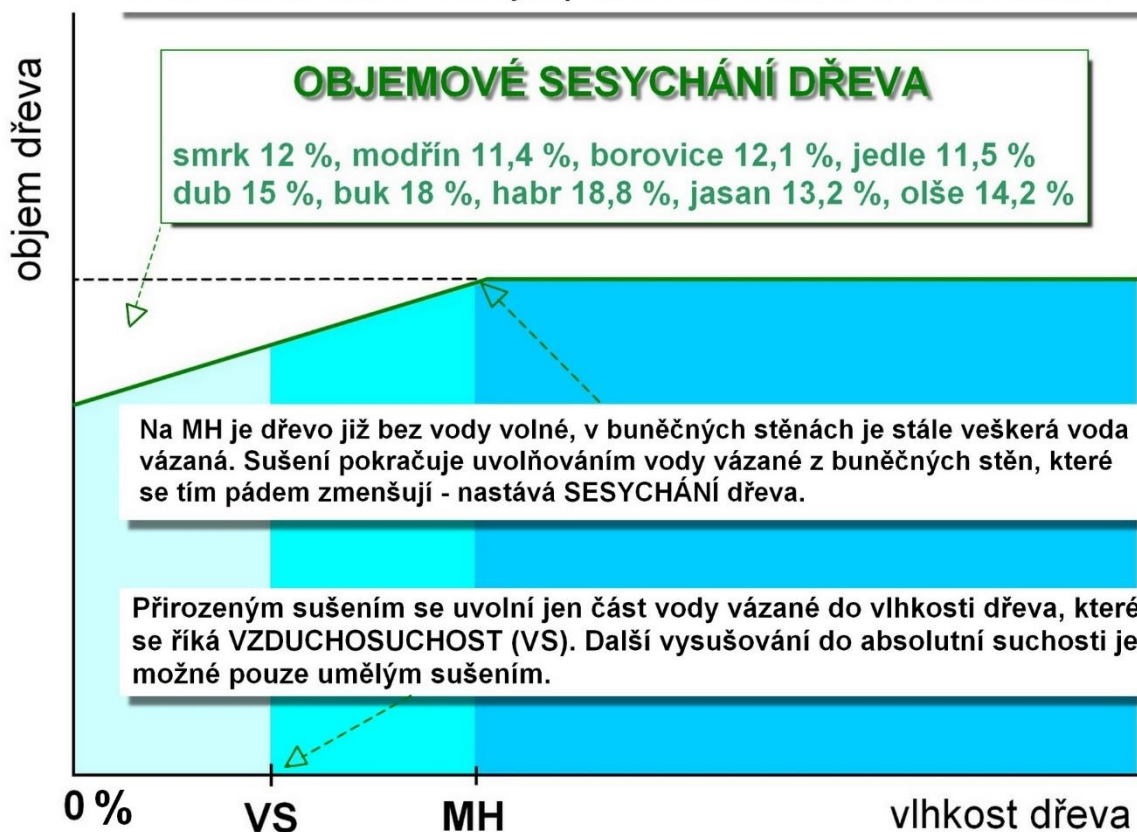 objem dřeva
OBJEMOVÉ SESYCHÁNÍ DŘEVA
smrk 12 %, modřín 11,4 %, borovice 12,1 %, jedle 11,5 %
dub 15 %, buk 18 %, habr 18,8 %, jasan 13,2 %, olše 14,2 %
Na MH je dřevo již bez vody volné, v buněčných stěnách je stále veškerá voda
vázaná. Sušení pokračuje uvolňováním vody vázané z buněčných stěn, které
se tím pádem zmenšují - nastává SESYCHÁNÍ dřeva.
Přirozeným sušením se uvolní jen část vody vázané do vlhkosti dřeva, které
se říká VZDUCHOSUCHOST (VS). Další vysušování do absolutní suchosti je
možné pouze umělým sušením.
0 %
VS
MH
vlhkost dřeva